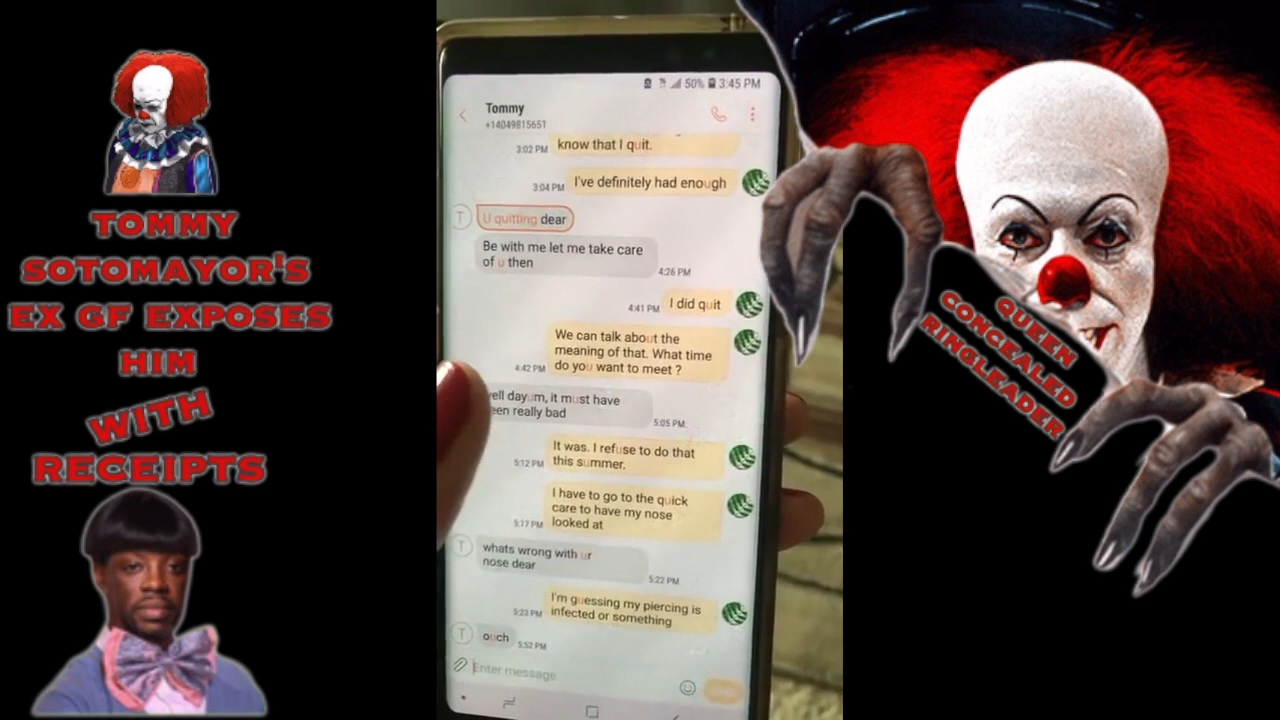 TOMMY
SOTOMAYOR'S
EX GF EXPOSES
HIM
WITH
RECEIPTS
50% 3:45 PM
Tommy
+14049815651
know that I quit.
3:02 PM
I've definitely had enough
3:04 PM
T
U quitting dear
Be with me let me take care
of u then
4:26 PM
I did quit
4:41 PM
We can talk about the
meaning of that. What time
do you want to meet ?
4:42 PM
ell dayum, it must have
een really bad
5:05 PM
It was. I refuse to do that
this summer.
5:12 PM
I have to go to the quick
care to have my nose
looked at
5:17 PM
T
whats wrong with ur
nose dear
5:22 PM
I'm guessing my piercing is
infected or something
5:23 PM
T
ouch
5:52 PM
Enter message
QUEEN
CONCEALED
RINGLEADER